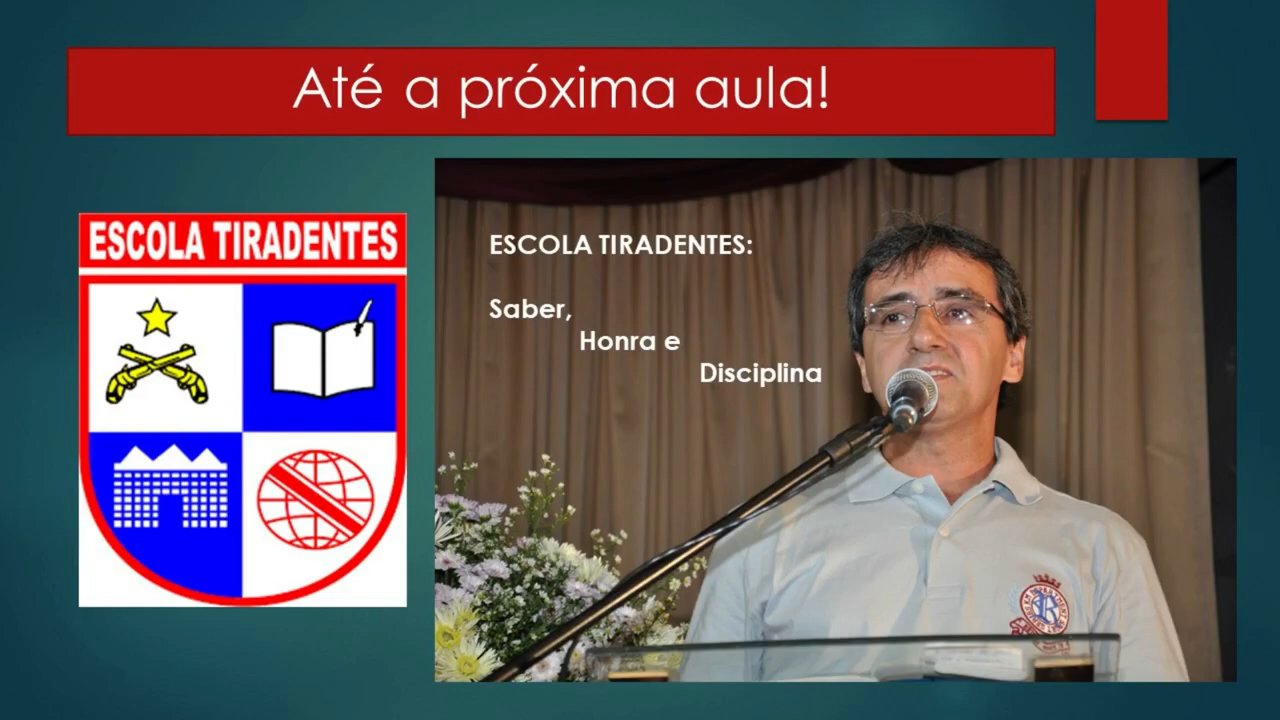 Até a próxima aula!
ESCOLA TIRADENTES
ESCOLA TIRADENTES:
Saber,
Honra e
Disciplina